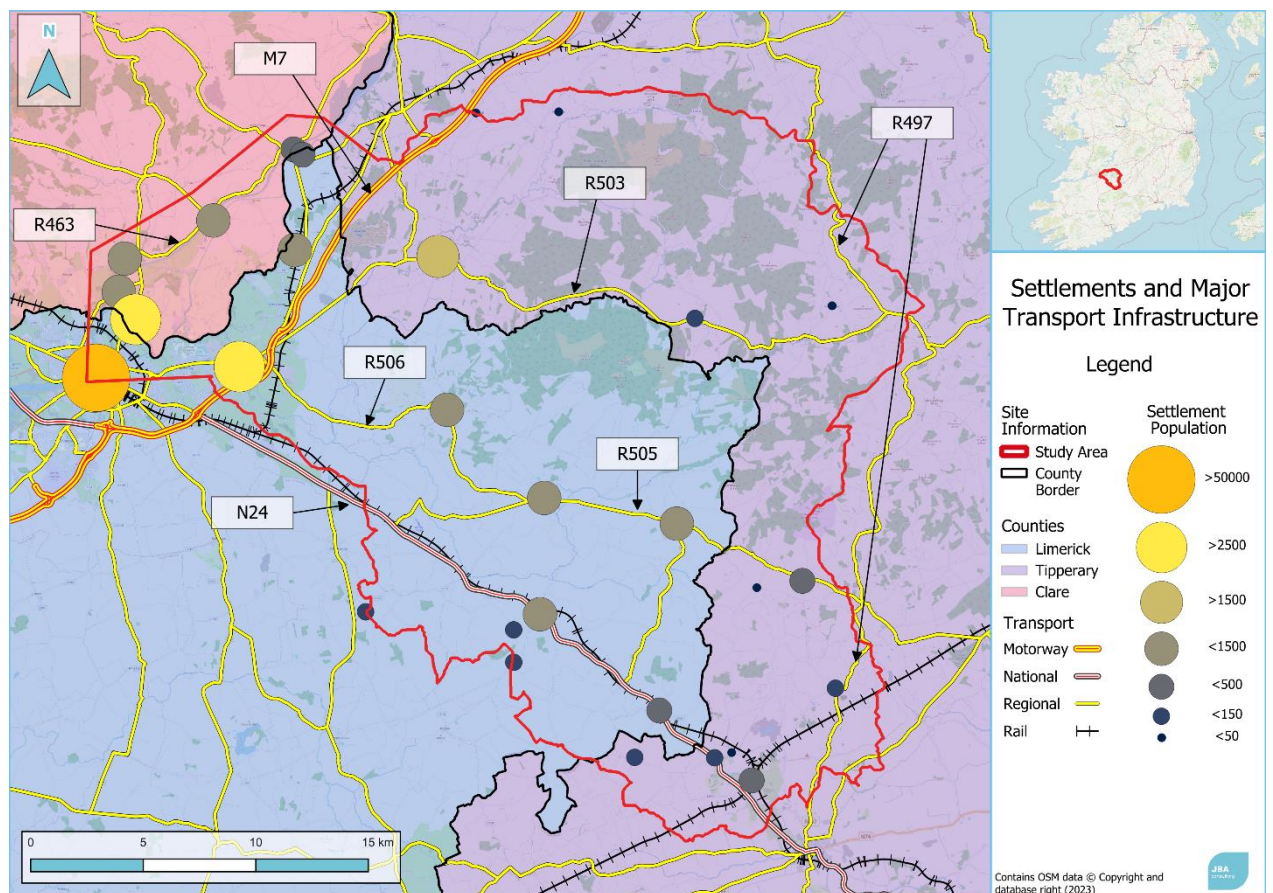 N
M7
R497
R503
R463
R506
R505
N24
0 5 10 15 km
Settlements and Major
Transport Infrastructure
Legend
Site
Information
Study Area
County
Border
Counties
Limerick
Tipperary
Clare
Transport
Motorway
National
Regional
Rail
Settlement
Population
>50000
>2500
>1500
<1500
<500
<150
<50
Contains OSM data © Copyright and
database right (2023)
JBA
consulting